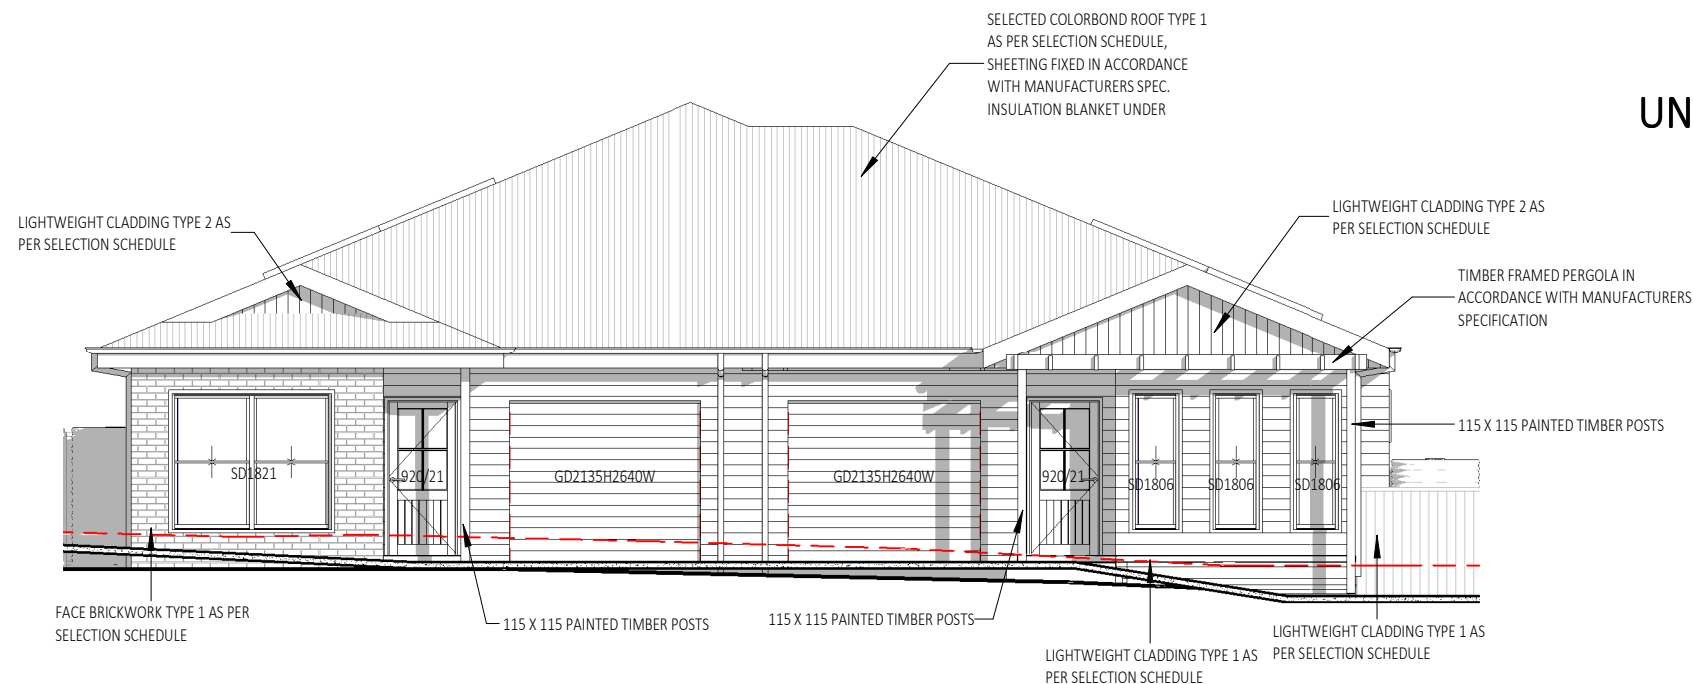 SELECTED COLORBOND ROOF TYPE 1
AS PER SELECTION SCHEDULE,
SHEETING FIXED IN ACCORDANCE
WITH MANUFACTURERS SPEC.
INSULATION BLANKET UNDER
UN
LIGHTWEIGHT CLADDING TYPE 2 AS
PER SELECTION SCHEDULE
LIGHTWEIGHT CLADDING TYPE 2 AS
PER SELECTION SCHEDULE
TIMBER FRAMED PERGOLA IN
ACCORDANCE WITH MANUFACTURERS
SPECIFICATION
115 X 115 PAINTED TIMBER POSTS
SD1821
920/21
GD2135H2640W
GD2135H2640W
920/21
SD1806
SD1806
SD1806
FACE BRICKWORK TYPE 1 AS PER
SELECTION SCHEDULE
115 X 115 PAINTED TIMBER POSTS
115 X 115 PAINTED TIMBER POSTS
LIGHTWEIGHT CLADDING TYPE 1 AS
PER SELECTION SCHEDULE
LIGHTWEIGHT CLADDING TYPE 1 AS
PER SELECTION SCHEDULE